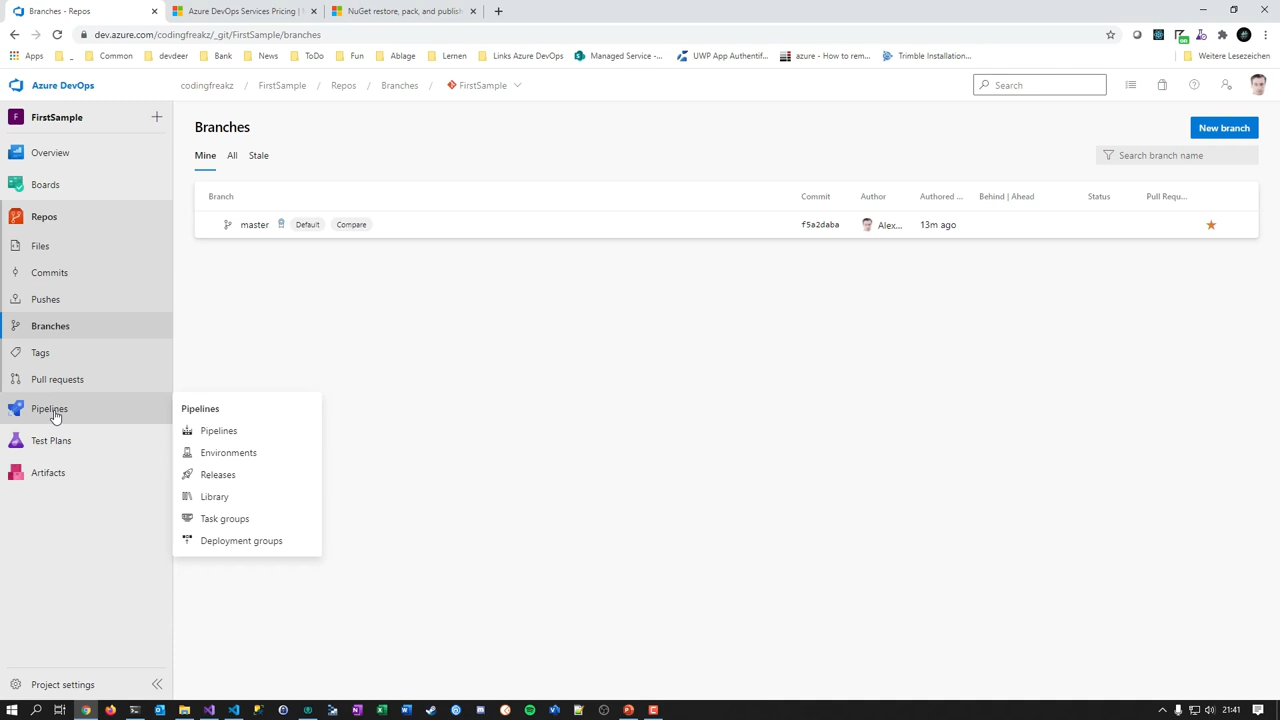 Branches - Repos
Azure DevOps Services Pricing | M
NuGet restore, pack, and publish
dev.azure.com/codingfreakz/_git/FirstSample/branches
Apps
_
Common
devdeer
Bank
News
ToDo
Fun
Ablage
Lernen
Links Azure DevOps
Managed Service -...
UWP App Authentif...
azure - How to rem...
Trimble Installation...
Weitere Lesezeichen
Azure DevOps
codingfreakz / FirstSample / Repos / Branches / FirstSample
Search
F FirstSample
Overview
Boards
Repos
Files
Commits
Pushes
Branches
Tags
Pull requests
Pipelines
Test Plans
Artifacts
Project settings
Pipelines
Pipelines
Environments
Releases
Library
Task groups
Deployment groups
Branches
New branch
Mine All Stale
Search branch name
Branch Commit Author Authored ... Behind | Ahead Status Pull Requ...
master Default Compare f5a2daba Alex... 13m ago
21:41